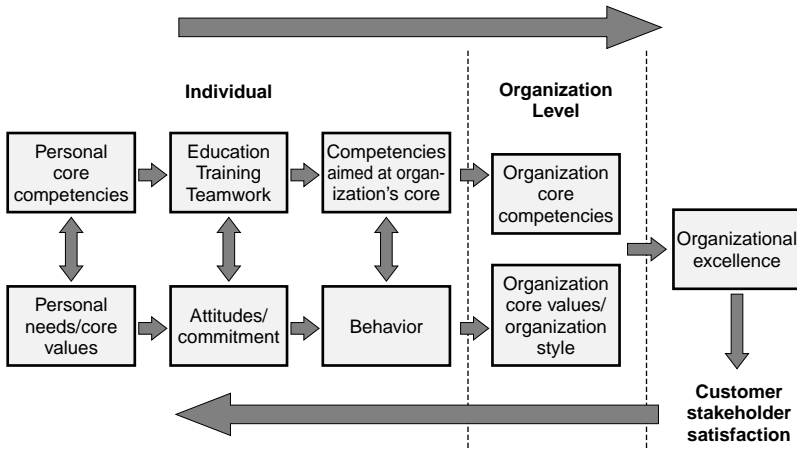 Individual
Organization
Level
Personal
core
competencies
Education
Training
Teamwork
Competencies
aimed at organ-
ization's core
Organization
core
competencies
Organizational
excellence
Personal
needs/core
values
Attitudes/
commitment
Behavior
Organization
core values/
organization
style
Customer
stakeholder
satisfaction